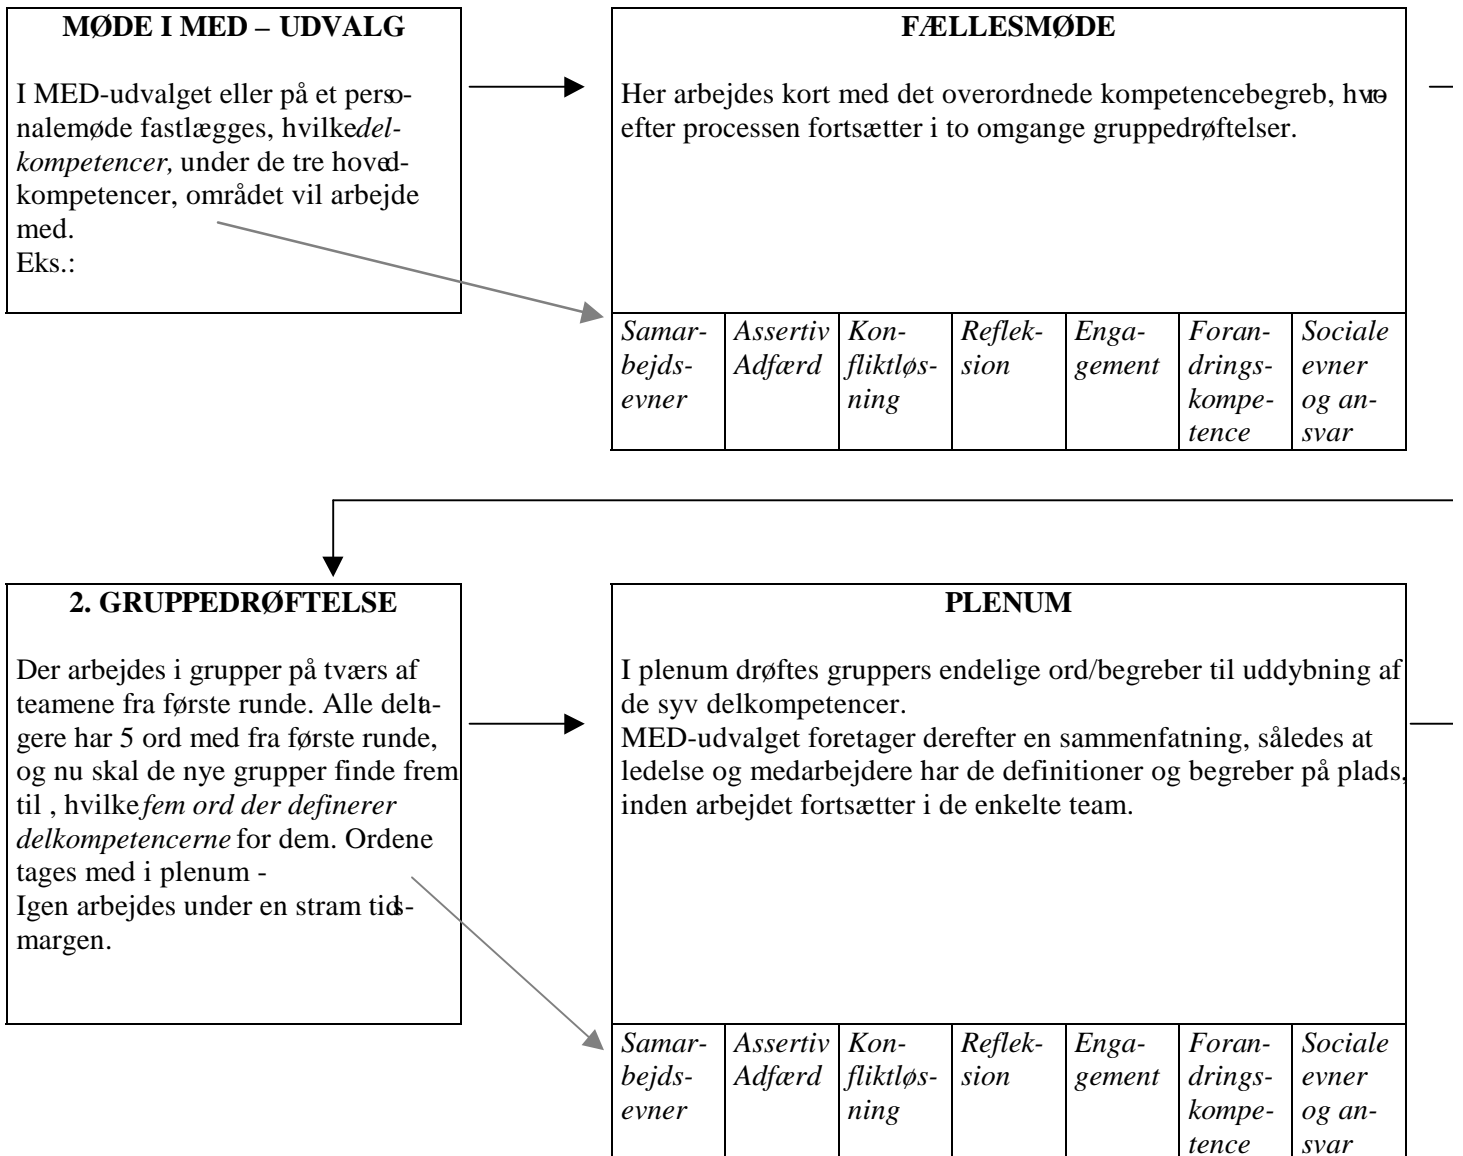 MØDE I MED – UDVALG
I MED-udvalget eller på et perso-
nalemøde fastlægges, hvilke del-
kompetencer, under de tre hoved-
kompetencer, området vil arbejde
med.
Eks.:
FÆLLESMØDE
Her arbejdes kort med det overordnede kompetencebegreb, hvor-
efter processen fortsætter i to omgange gruppedrøftelser.
Samar-
bejds-
evner
Assertiv
Adfærd
Kon-
fliktløs-
ning
Reflek-
sion
Enga-
gement
Foran-
drings-
kompe-
tence
Sociale
evner
og an-
svar
2. GRUPPEDRØFTELSE
Der arbejdes i grupper på tværs af
teamene fra første runde. Alle delta-
gere har 5 ord med fra første runde,
og nu skal de nye grupper finde frem
til , hvilke fem ord der definerer
delkompetencerne for dem. Ordene
tages med i plenum -
Igen arbejdes under en stram tids-
margen.
PLENUM
I plenum drøftes gruppers endelige ord/begreber til uddybning af
de syv delkompetencer.
MED-udvalget foretager derefter en sammenfatning, således at
ledelse og medarbejdere har de definitioner og begreber på plads,
inden arbejdet fortsætter i de enkelte team.
Samar-
bejds-
evner
Assertiv
Adfærd
Kon-
fliktløs-
ning
Reflek-
sion
Enga-
gement
Foran-
drings-
kompe-
tence
Sociale
evner
og an-
svar